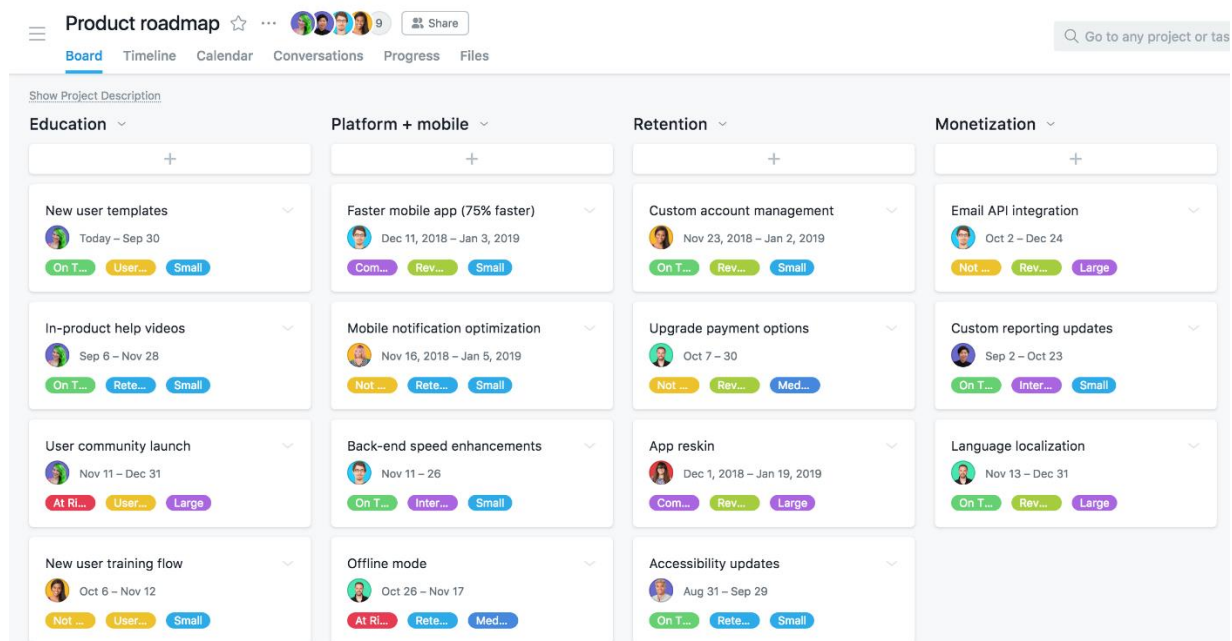 Product roadmap ... 9 Share
Go to any project or tas
Board Timeline Calendar Conversations Progress Files
Show Project Description
Education
+
New user templates
Today – Sep 30
On T... User... Small
In-product help videos
Sep 6 – Nov 28
On T... Rete... Small
User community launch
Nov 11 – Dec 31
At Ri... User... Large
New user training flow
Oct 6 – Nov 12
Not ... User... Small
Platform + mobile
+
Faster mobile app (75% faster)
Dec 11, 2018 – Jan 3, 2019
Com... Rev... Small
Mobile notification optimization
Nov 16, 2018 – Jan 5, 2019
Not ... Rete... Small
Back-end speed enhancements
Nov 11 – 26
On T... Inter... Small
Offline mode
Oct 26 – Nov 17
At Ri... Rete... Med...
Retention
+
Custom account management
Nov 23, 2018 – Jan 2, 2019
On T... Rev... Small
Upgrade payment options
Oct 7 – 30
Not ... Rev... Med...
App reskin
Dec 1, 2018 – Jan 19, 2019
Com... Rev... Large
Accessibility updates
Aug 31 – Sep 29
On T... Rete... Small
Monetization
+
Email API integration
Oct 2 – Dec 24
Not ... Rev... Large
Custom reporting updates
Sep 2 – Oct 23
On T... Inter... Small
Language localization
Nov 13 – Dec 31
On T... Rev... Large